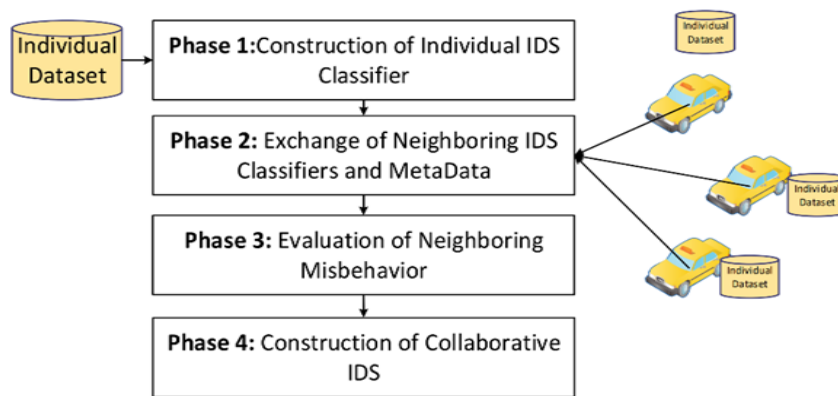 Individual
Dataset
Phase 1:Construction of Individual IDS
Classifier
Phase 2: Exchange of Neighboring IDS
Classifiers and MetaData
Phase 3: Evaluation of Neighboring
Misbehavior
Phase 4: Construction of Collaborative
IDS
Individual
Dataset
Individual
Dataset
Individual
Dataset